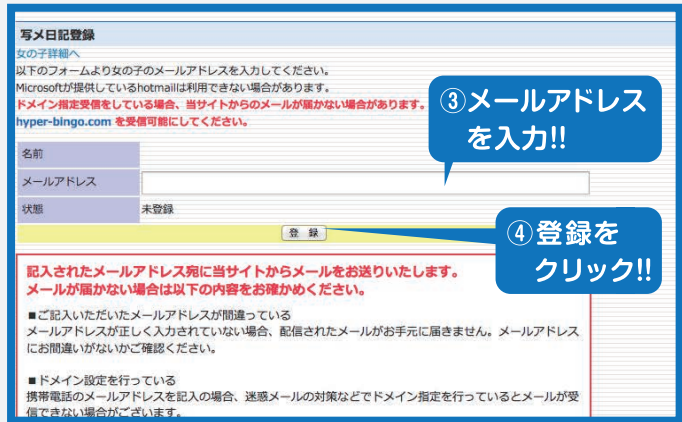 写メ日記登録
女の子詳細へ
以下のフォームより女の子のメールアドレスを入力してください。
Microsoftが提供しているhotmailは利用できない場合があります。
ドメイン指定受信をしている場合、当サイトからのメールが届かない場合があります。
hyper-bingo.com を受信可能にしてください。
③メールアドレス
を入力!!
名前
メールアドレス
状態 未登録
登 録
④登録を
クリック!!
記入されたメールアドレス宛に当サイトからメールをお送りいたします。
メールが届かない場合は以下の内容をお確かめください。
■ご記入いただいたメールアドレスが間違っている
メールアドレスが正しく入力されていない場合、配信されたメールがお手元に届きません。メールアドレス
にお間違いがないかご確認ください。
■ドメイン設定を行っている
携帯電話のメールアドレスを記入の場合、迷惑メールの対策などでドメイン指定を行っているとメールが受
信できない場合がございます。